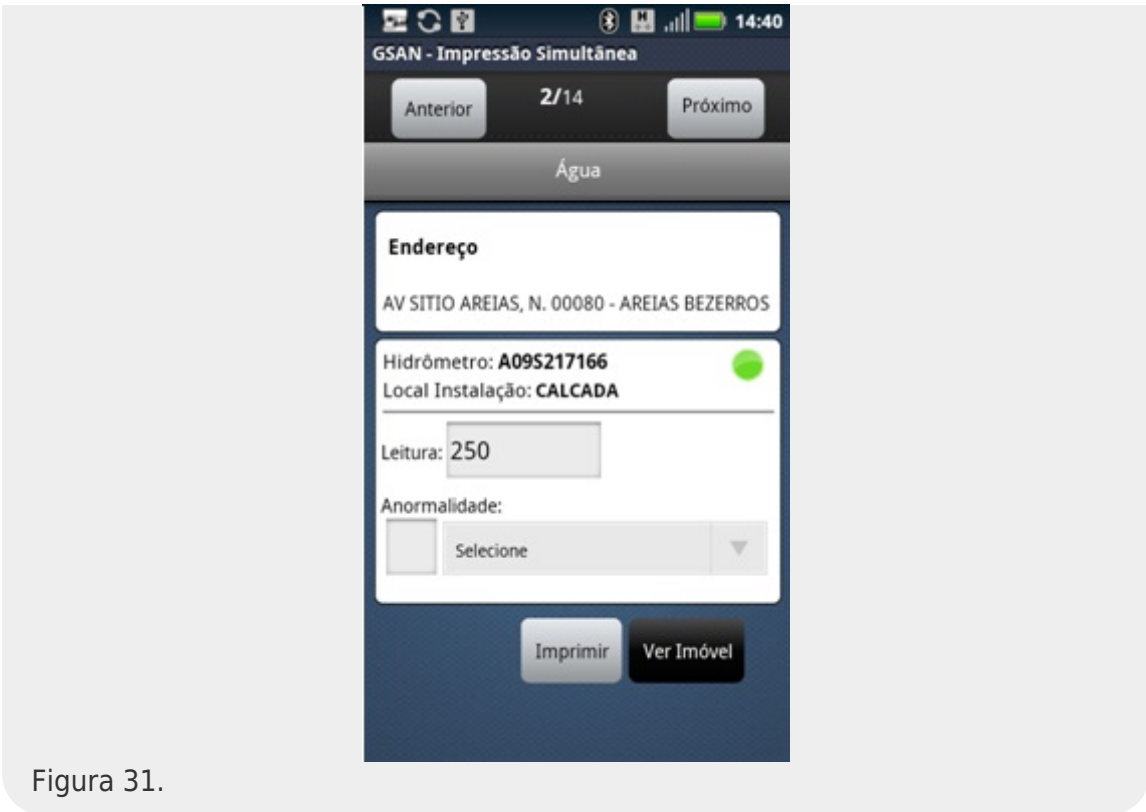 14:40
GSAN - Impressão Simultânea
Anterior 2/14 Próximo
Água
Endereço
AV SITIO AREIAS, N. 00080 - AREIAS BEZERROS
Hidrômetro: A09S217166
Local Instalação: CALCADA
Leitura: 250
Anormalidade:
Selecione
Imprimir Ver Imóvel
Figura 31.